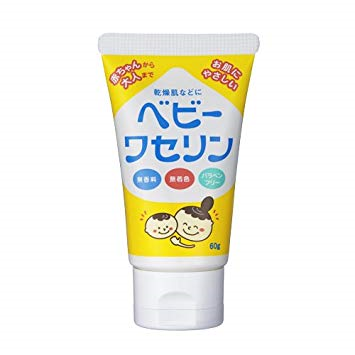 赤ちゃんから
大人まで
お肌に
やさしい
乾燥肌などに
ベビー
ワセリン
無香料
無着色
パラベン
フリー
60g